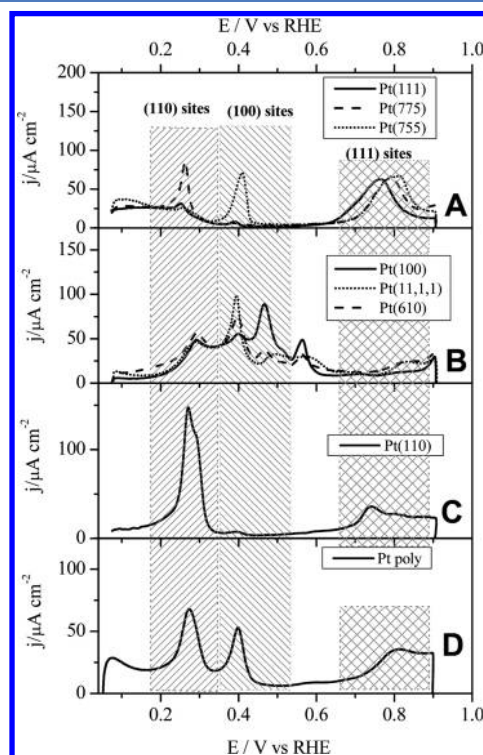 E / V vs RHE
0.2 0.4 0.6 0.8 1.0
200
150
100
50
0
j/μA cm⁻²
(110) sites
(100) sites
(111) sites
Pt(111)
Pt(775)
Pt(755)
A
150
100
50
0
j/μA cm⁻²
Pt(100)
Pt(11,1,1)
Pt(610)
B
100
0
j/μA cm⁻²
Pt(110)
C
100
50
0
j/μA cm⁻²
Pt poly
D
0.2 0.4 0.6 0.8 1.0
E / V vs RHE